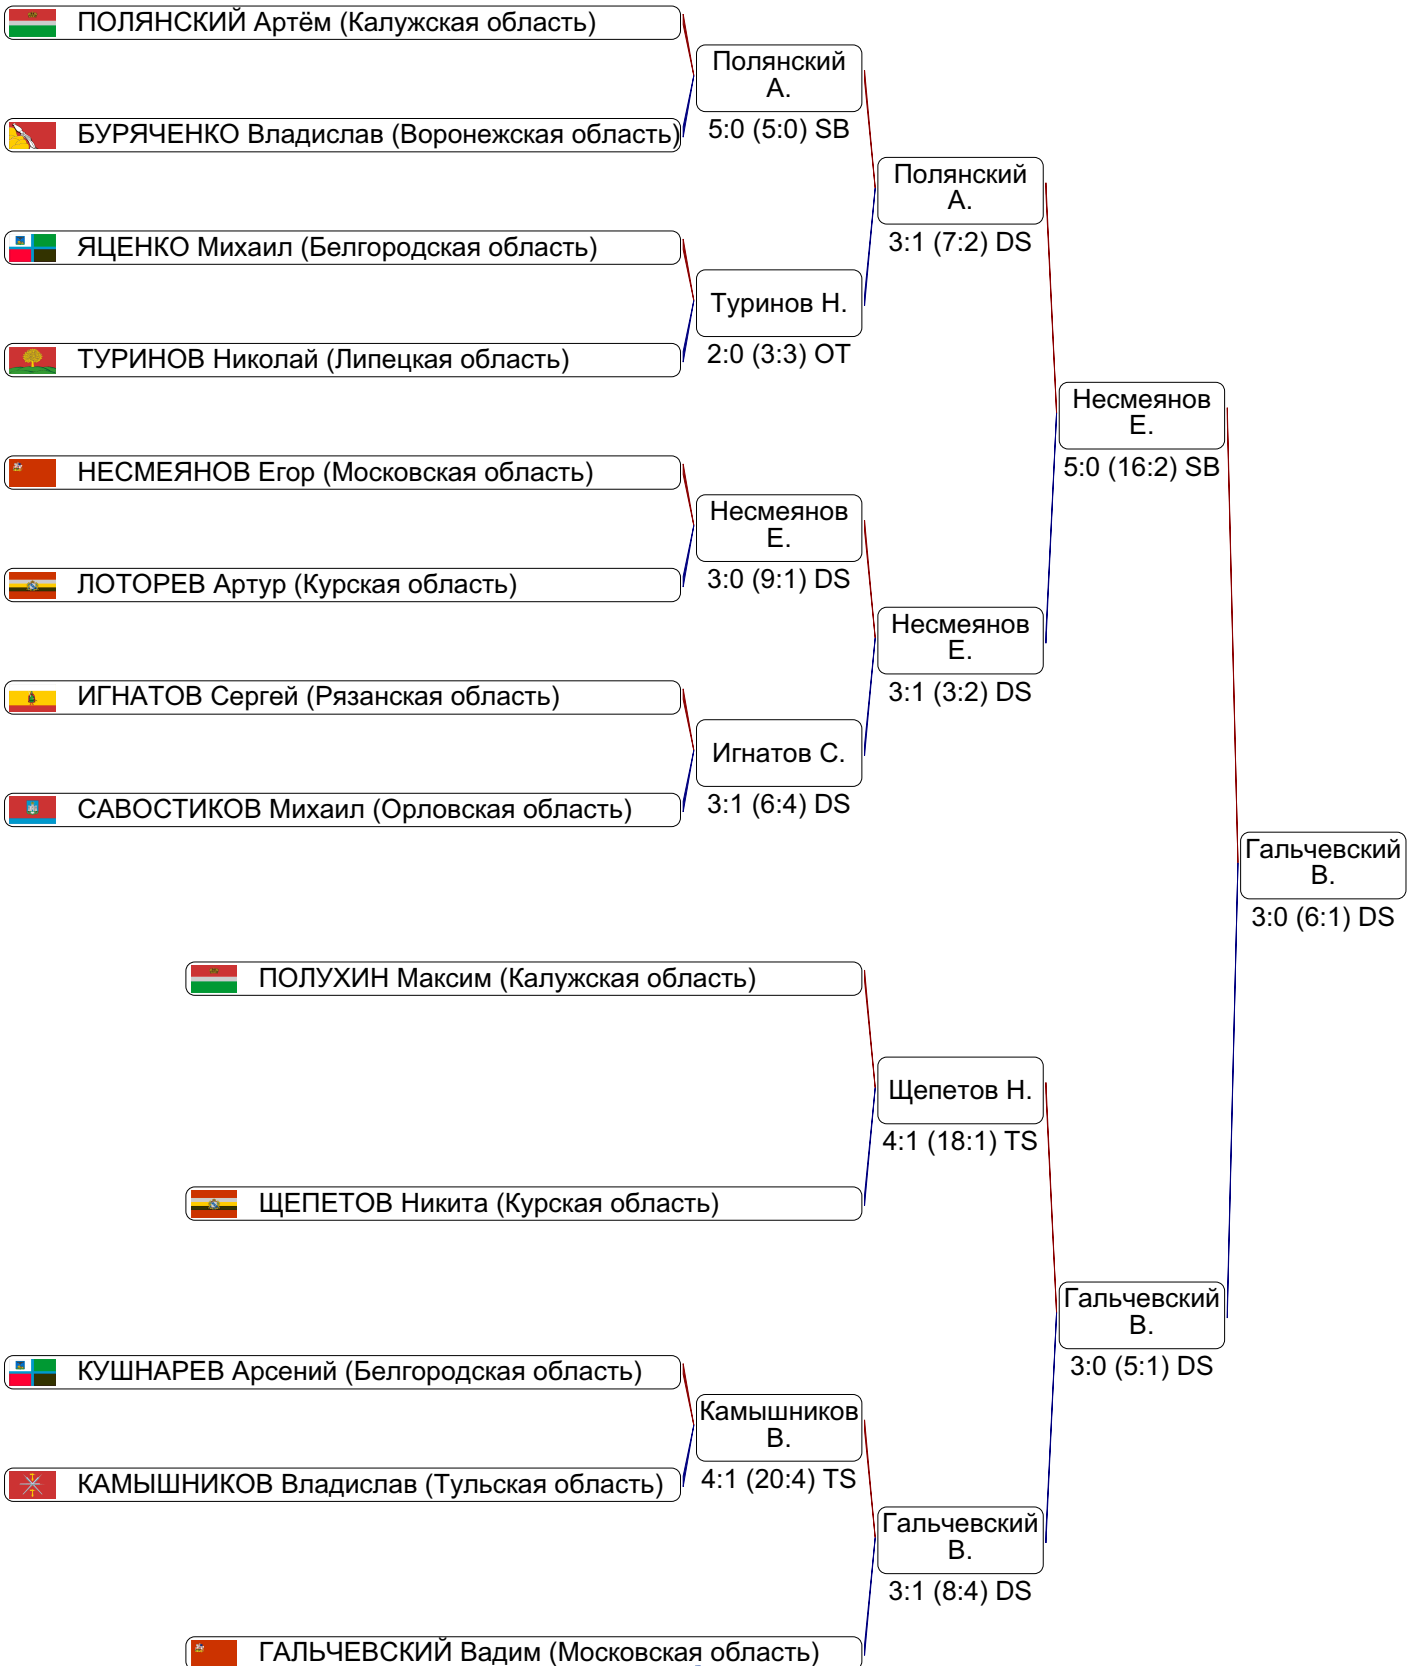 ПОЛЯНСКИЙ Артём (Калужская область)
Полянский
А.
5:0 (5:0) SB
БУРЯЧЕНКО Владислав (Воронежская область)
Полянский
А.
3:1 (7:2) DS
ЯЦЕНКО Михаил (Белгородская область)
Туринов Н.
2:0 (3:3) OT
ТУРИНОВ Николай (Липецкая область)
Несмеянов
Е.
5:0 (16:2) SB
НЕСМЕЯНОВ Егор (Московская область)
Несмеянов
Е.
3:0 (9:1) DS
ЛОТОРЕВ Артур (Курская область)
Несмеянов
Е.
3:1 (3:2) DS
ИГНАТОВ Сергей (Рязанская область)
Игнатов С.
3:1 (6:4) DS
САВОСТИКОВ Михаил (Орловская область)
Гальчевский
В.
3:0 (6:1) DS
ПОЛУХИН Максим (Калужская область)
Щепетов Н.
4:1 (18:1) TS
ЩЕПЕТОВ Никита (Курская область)
Гальчевский
В.
3:0 (5:1) DS
КУШНАРЕВ Арсений (Белгородская область)
Камышников
В.
4:1 (20:4) TS
КАМЫШНИКОВ Владислав (Тульская область)
Гальчевский
В.
3:1 (8:4) DS
ГАЛЬЧЕВСКИЙ Вадим (Московская область)